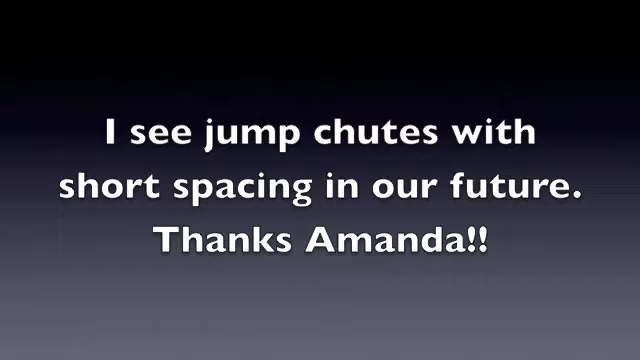 I see jump chutes with
short spacing in our future.
Thanks Amanda!!